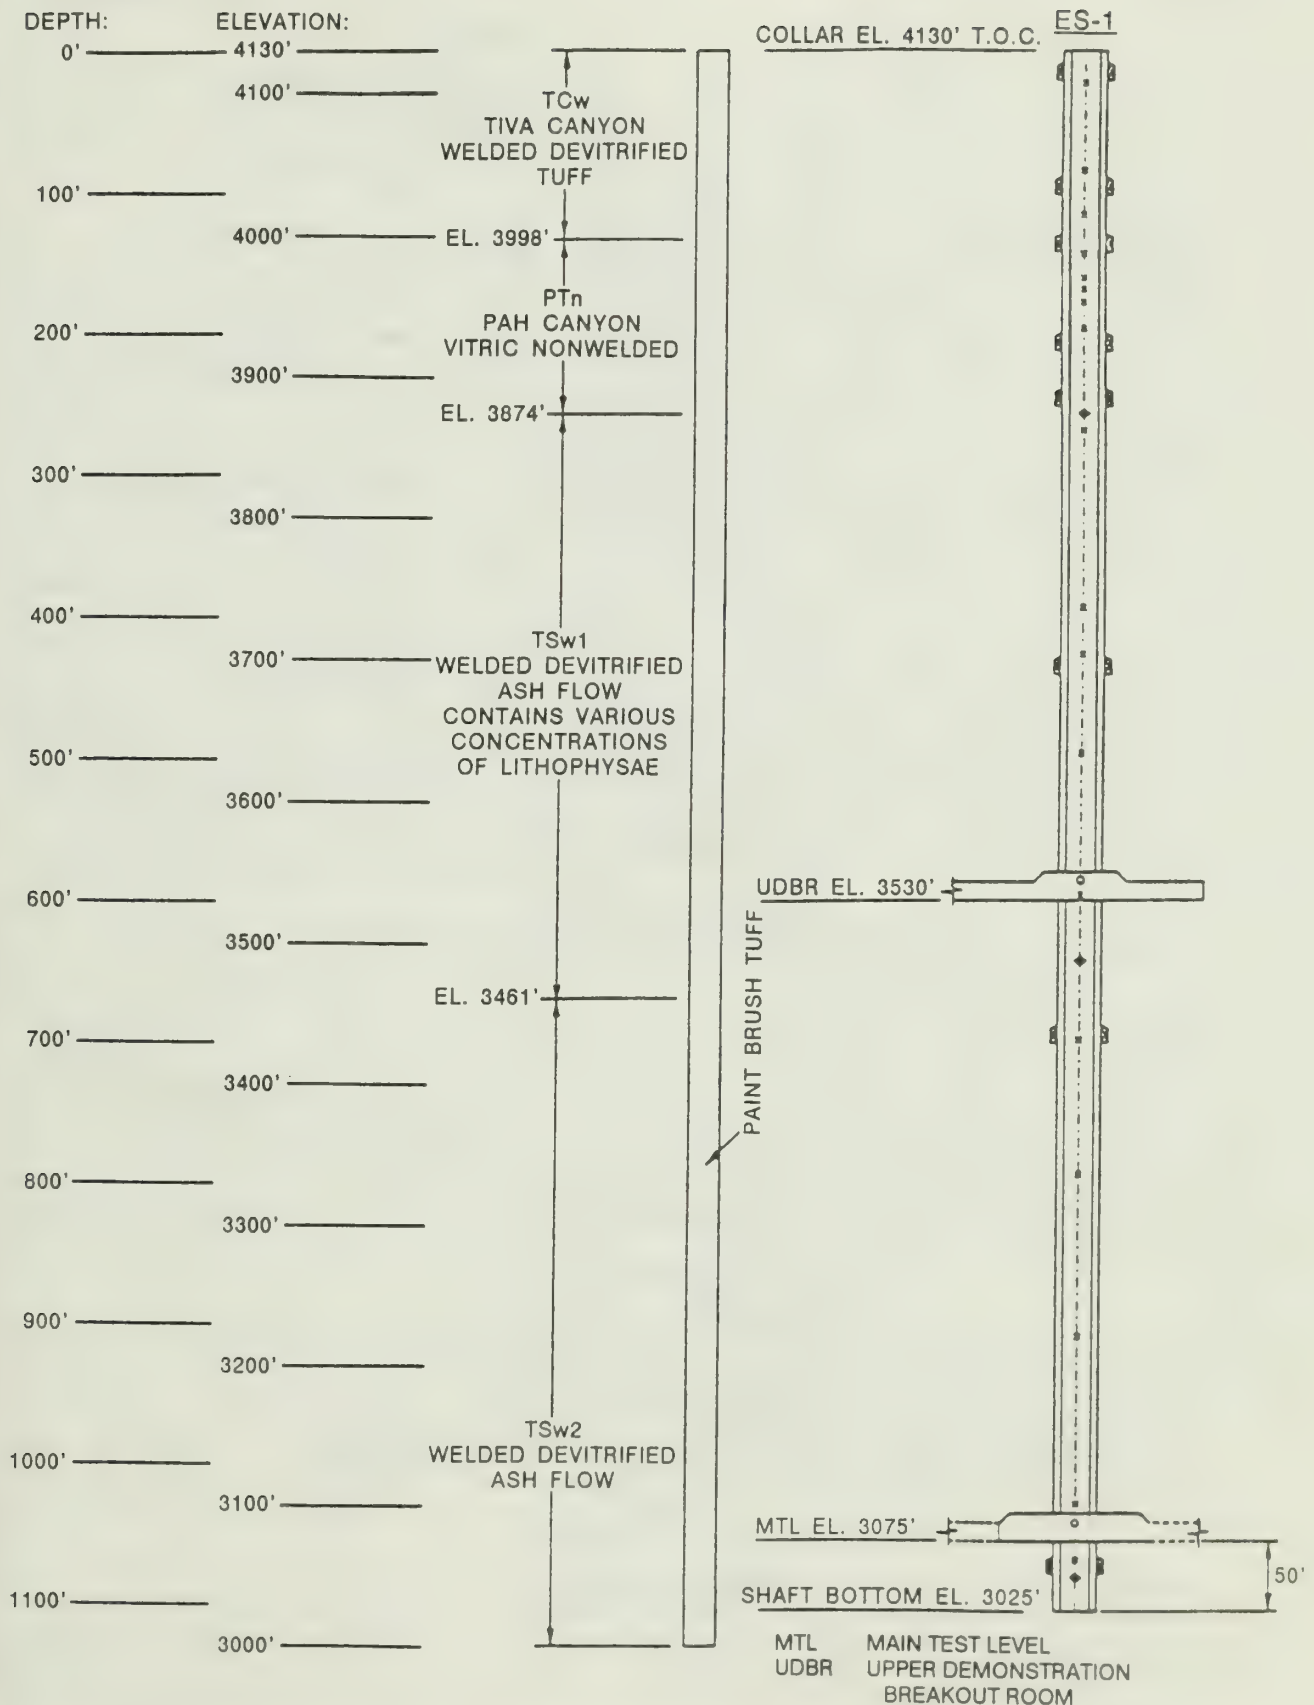 DEPTH: ELEVATION:
ES-1
COLLAR EL. 4130' T.O.C.
0' 4130'
4100'
TCw
TIVA CANYON
WELDED DEVITRIFIED
TUFF
100'
4000' EL. 3998'
PTn
PAH CANYON
VITRIC NONWELDED
200'
3900'
EL. 3874'
300'
3800'
400'
TSw1
3700' WELDED DEVITRIFIED
ASH FLOW
CONTAINS VARIOUS
CONCENTRATIONS
OF LITHOPHYSAE
500'
3600'
600' UDBR EL. 3530'
3500'
EL. 3461'
PAINT BRUSH TUFF
700'
3400'
800'
3300'
900'
3200'
TSw2
WELDED DEVITRIFIED
ASH FLOW
1000'
3100'
MTL EL. 3075'
50'
1100' SHAFT BOTTOM EL. 3025'
3000'
MTL MAIN TEST LEVEL
UDBR UPPER DEMONSTRATION
BREAKOUT ROOM